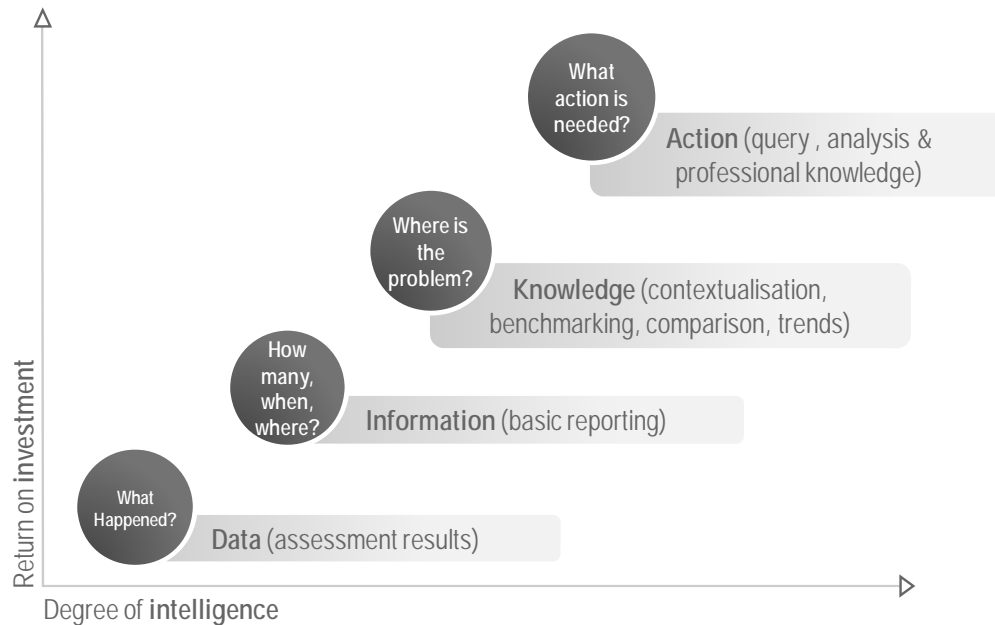 What
action is
needed?
Action (query , analysis &
professional knowledge)
Where is
the
problem?
Knowledge (contextualisation,
benchmarking, comparison, trends)
How
many,
when,
where?
Information (basic reporting)
What
Happened?
Data (assessment results)
Return on investment
Degree of intelligence